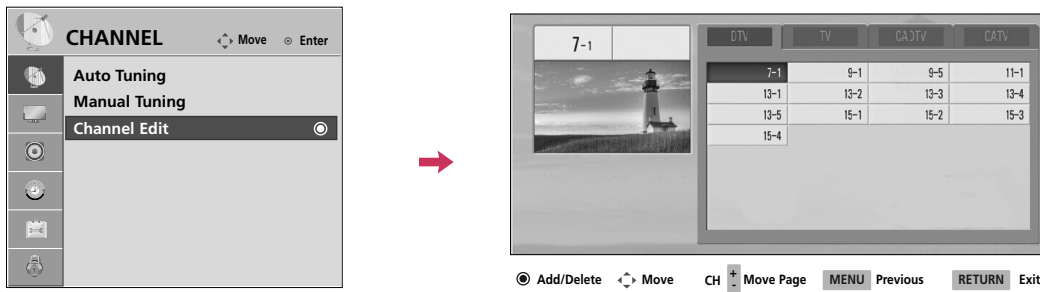 CHANNEL Move Enter
Auto Tuning
Manual Tuning
Channel Edit
7-1
DTV TV CADTV CATV
7-1 9-1 9-5 11-1
13-1 13-2 13-3 13-4
13-5 15-1 15-2 15-3
15-4
Add/Delete Move CH + - Move Page MENU Previous RETURN Exit